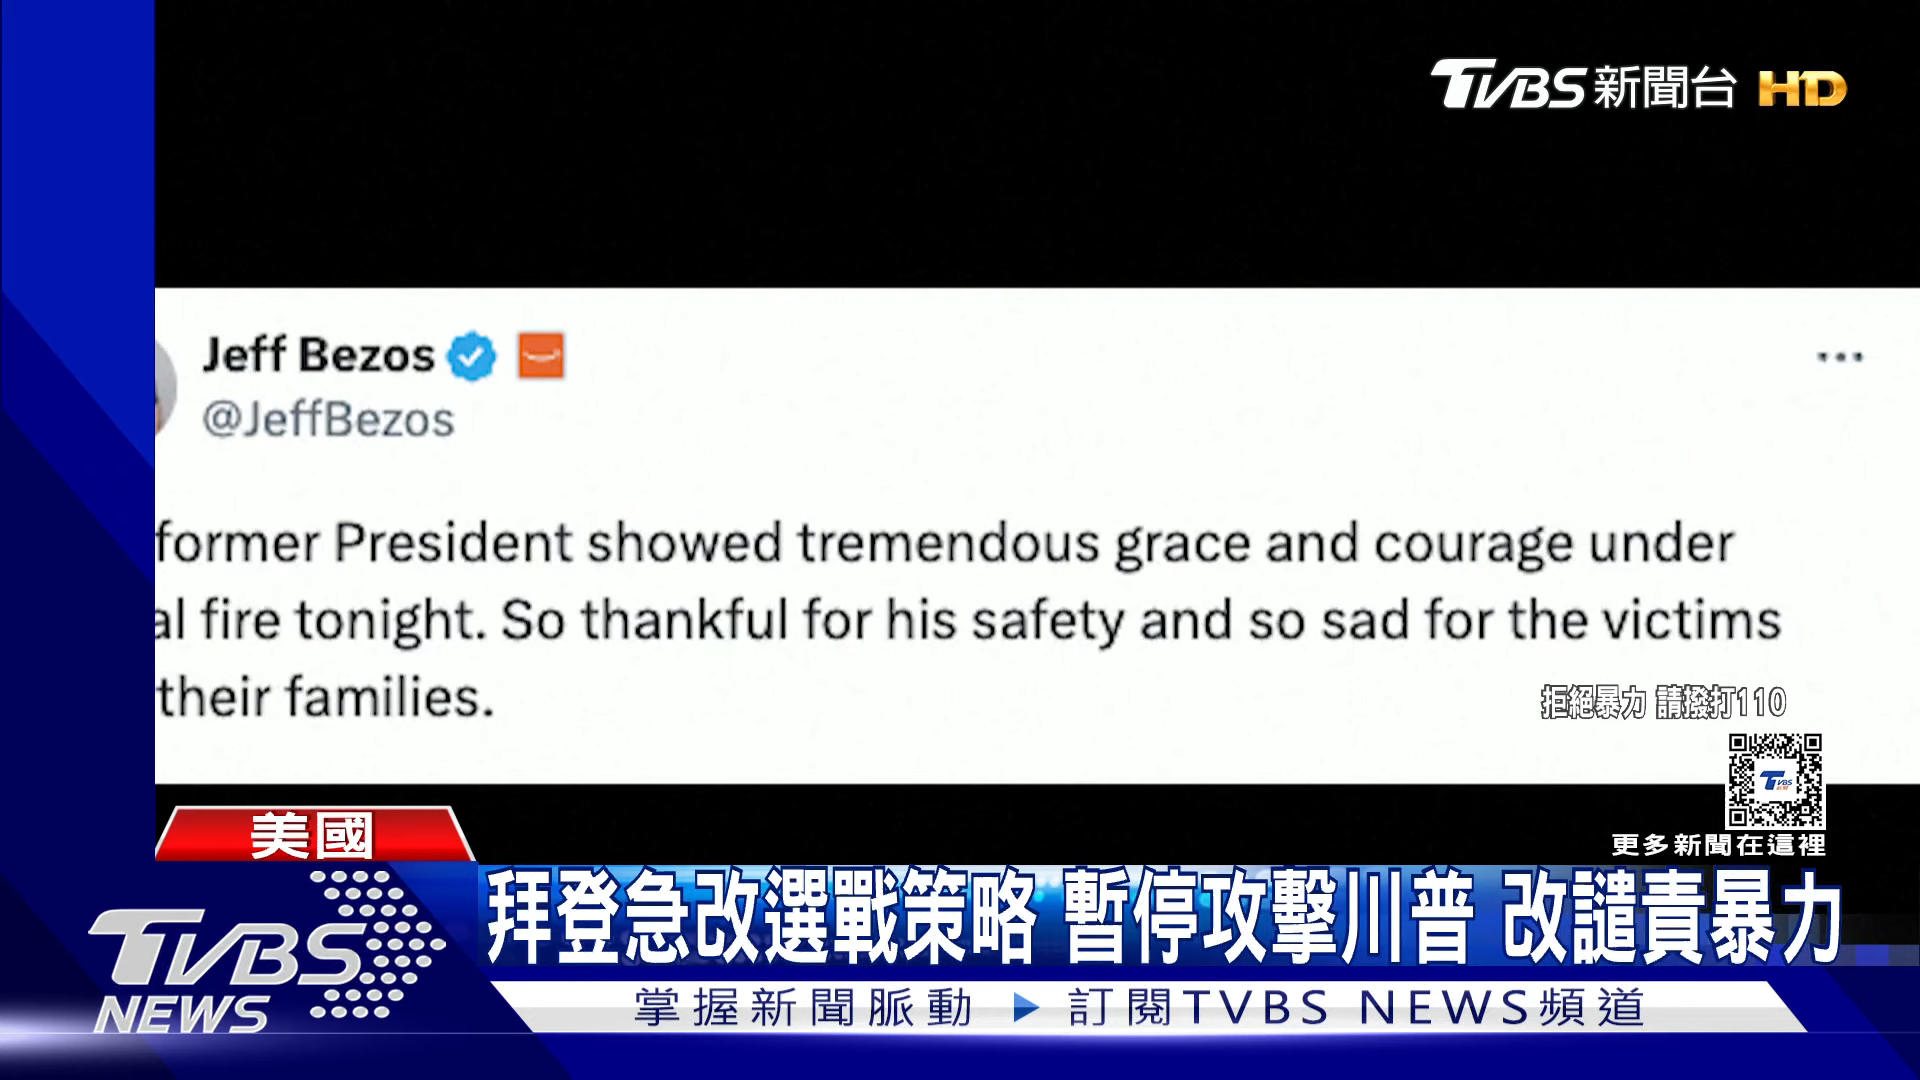 TVBS新聞台 HD
Jeff Bezos
@JeffBezos
former President showed tremendous grace and courage under
al fire tonight. So thankful for his safety and so sad for the victims
their families.
拒絕暴力 請撥打110
TVBS
更多新聞在這裡
美國
拜登急改選戰策略 暫停攻擊川普 改譴責暴力
TVBS
NEWS
掌握新聞脈動 ▶ 訂閱TVBS NEWS頻道